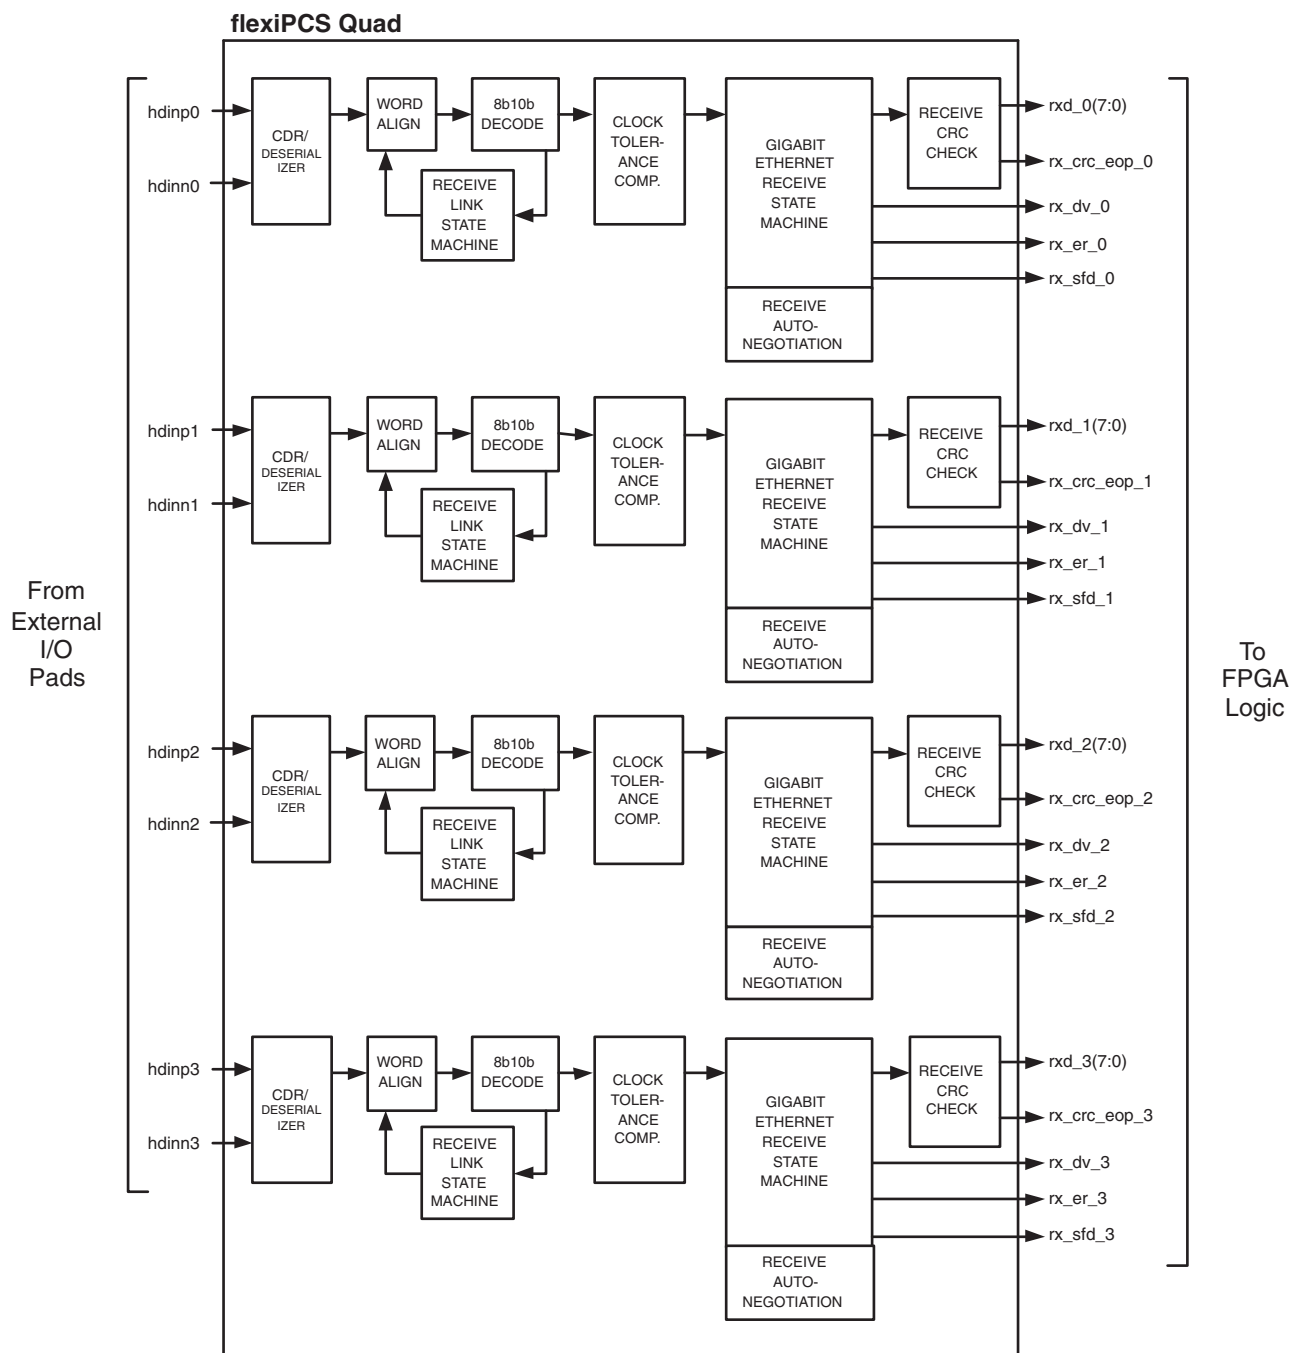 flexiPCS Quad
From
External
I/O
Pads
hdinp0
hdinn0
CDR/
DESERIAL
IZER
WORD
ALIGN
8b10b
DECODE
RECEIVE
LINK
STATE
MACHINE
CLOCK
TOLER-
ANCE
COMP.
GIGABIT
ETHERNET
RECEIVE
STATE
MACHINE
RECEIVE
AUTO-
NEGOTIATION
RECEIVE
CRC
CHECK
rxd_0(7:0)
rx_crc_eop_0
rx_dv_0
rx_er_0
rx_sfd_0
hdinp1
hdinn1
CDR/
DESERIAL
IZER
WORD
ALIGN
8b10b
DECODE
RECEIVE
LINK
STATE
MACHINE
CLOCK
TOLER-
ANCE
COMP.
GIGABIT
ETHERNET
RECEIVE
STATE
MACHINE
RECEIVE
AUTO-
NEGOTIATION
RECEIVE
CRC
CHECK
rxd_1(7:0)
rx_crc_eop_1
rx_dv_1
rx_er_1
rx_sfd_1
hdinp2
hdinn2
CDR/
DESERIAL
IZER
WORD
ALIGN
8b10b
DECODE
RECEIVE
LINK
STATE
MACHINE
CLOCK
TOLER-
ANCE
COMP.
GIGABIT
ETHERNET
RECEIVE
STATE
MACHINE
RECEIVE
AUTO-
NEGOTIATION
RECEIVE
CRC
CHECK
rxd_2(7:0)
rx_crc_eop_2
rx_dv_2
rx_er_2
rx_sfd_2
hdinp3
hdinn3
CDR/
DESERIAL
IZER
WORD
ALIGN
8b10b
DECODE
RECEIVE
LINK
STATE
MACHINE
CLOCK
TOLER-
ANCE
COMP.
GIGABIT
ETHERNET
RECEIVE
STATE
MACHINE
RECEIVE
AUTO-
NEGOTIATION
RECEIVE
CRC
CHECK
rxd_3(7:0)
rx_crc_eop_3
rx_dv_3
rx_er_3
rx_sfd_3
To
FPGA
Logic